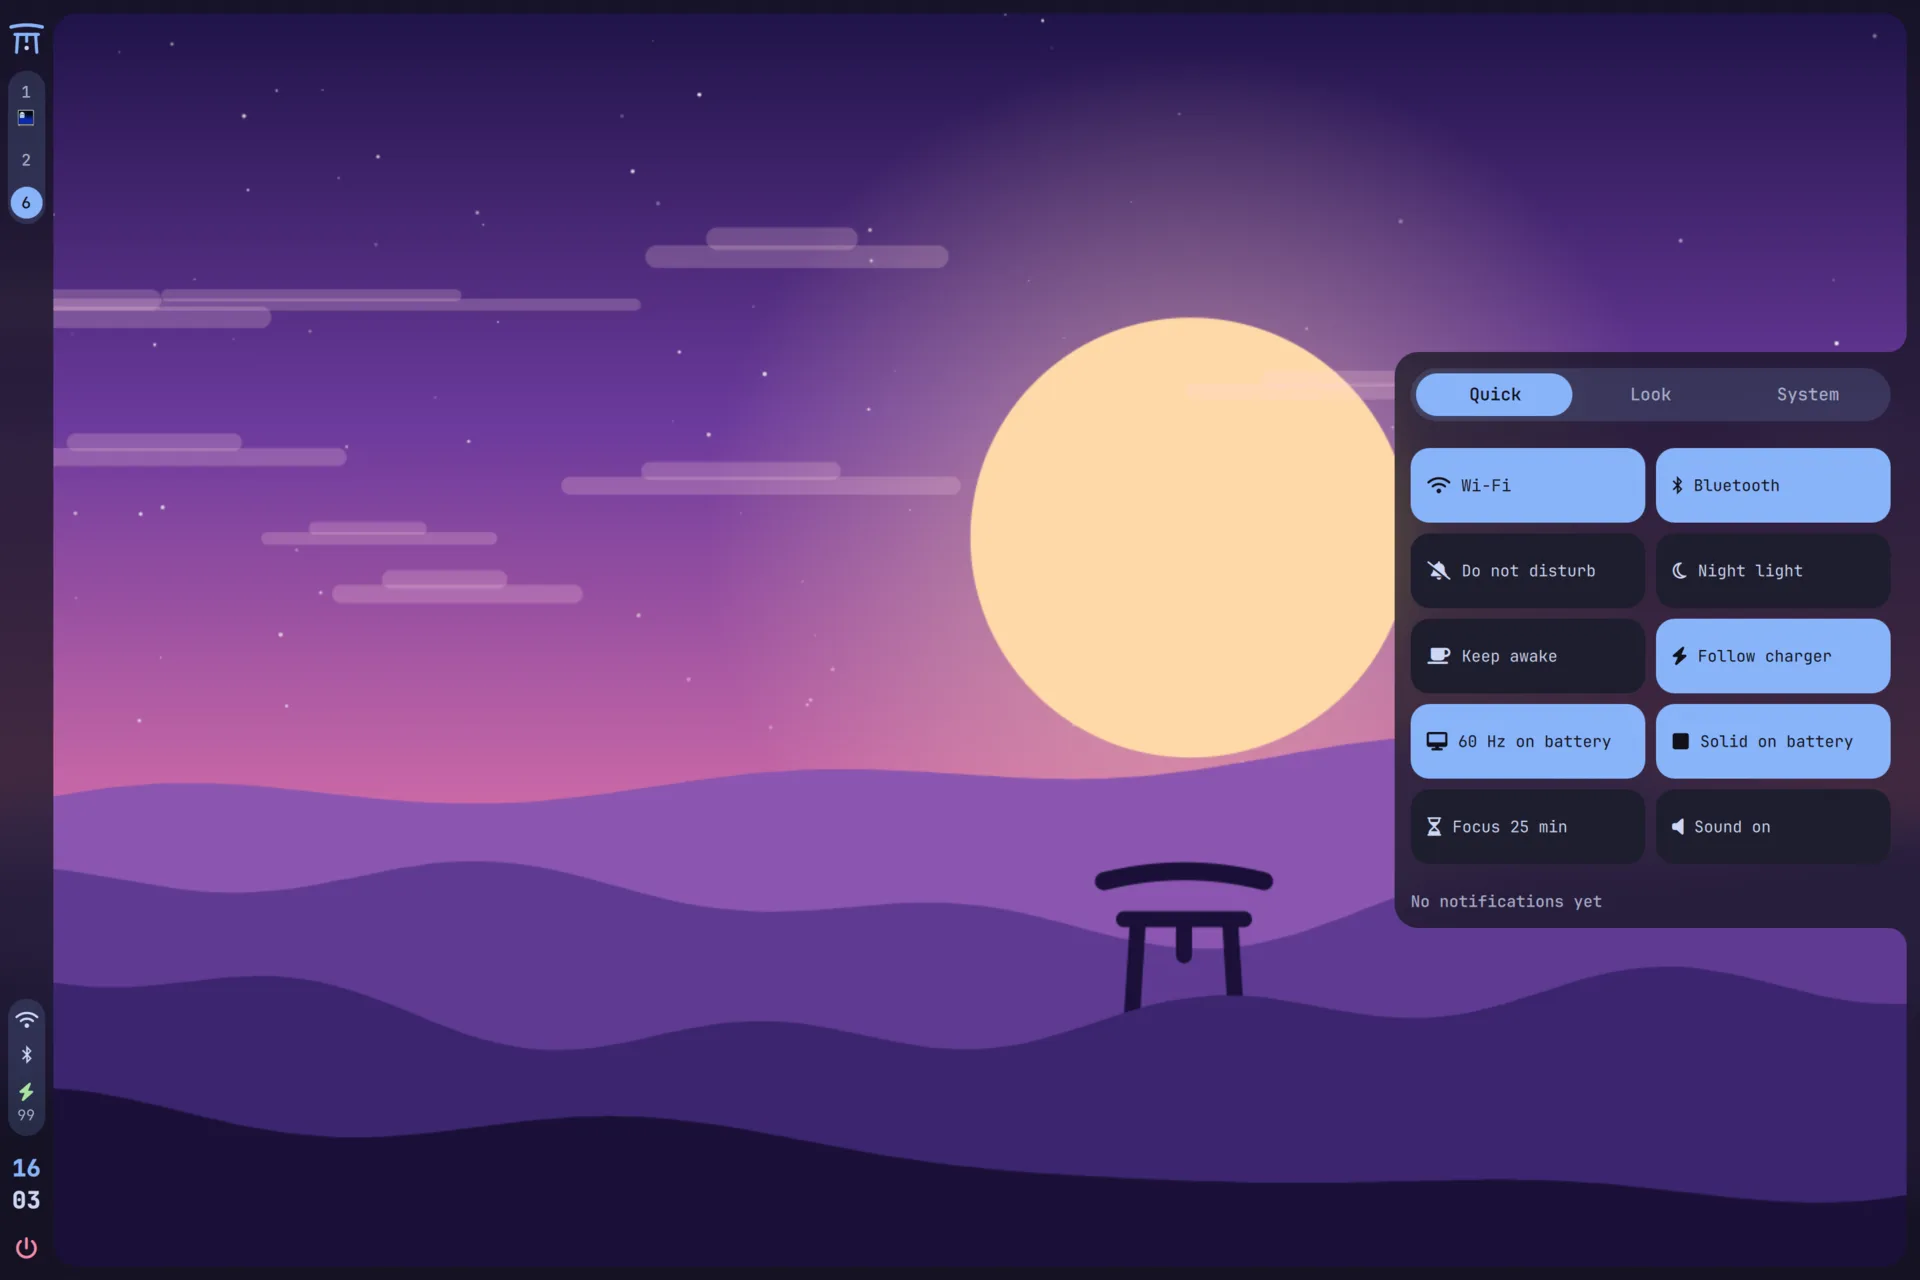 1
2
6
Quick Look System
Wi-Fi Bluetooth
Do not disturb Night light
Keep awake Follow charger
60 Hz on battery Solid on battery
Focus 25 min Sound on
No notifications yet
99
16
03